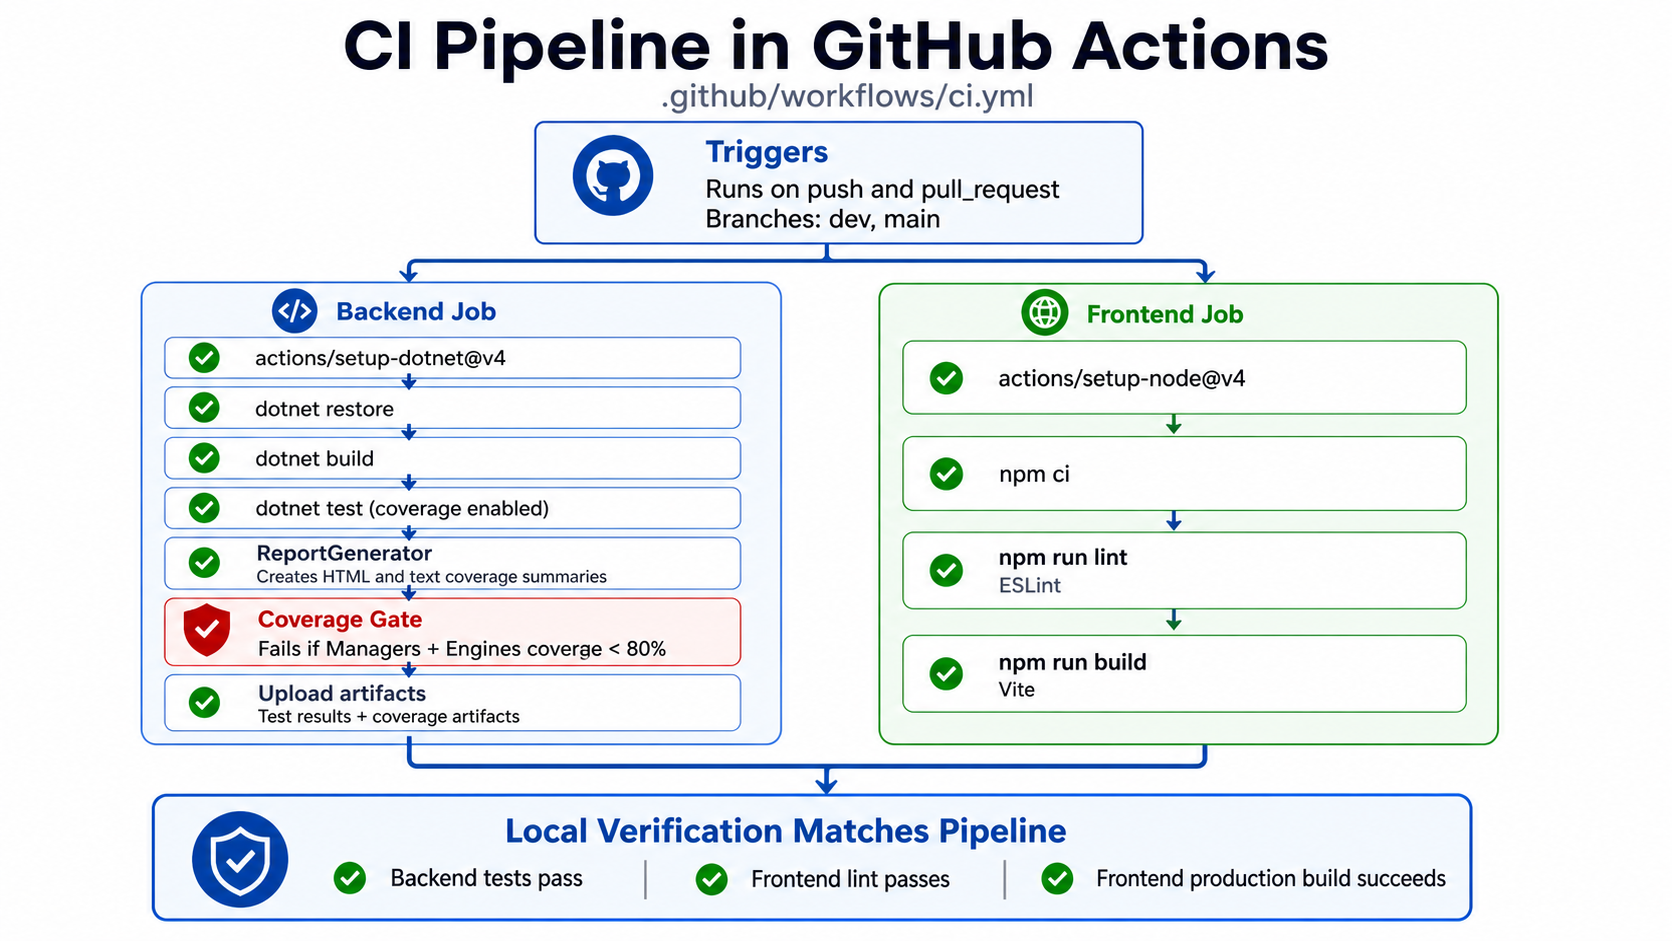 CI Pipeline in GitHub Actions
.github/workflows/ci.yml
Triggers
Runs on push and pull_request
Branches: dev, main
</> Backend Job
actions/setup-dotnet@v4
dotnet restore
dotnet build
dotnet test (coverage enabled)
ReportGenerator
Creates HTML and text coverage summaries
Coverage Gate
Fails if Managers + Engines coverge < 80%
Upload artifacts
Test results + coverage artifacts
Frontend Job
actions/setup-node@v4
npm ci
npm run lint
ESLint
npm run build
Vite
Local Verification Matches Pipeline
Backend tests pass
Frontend lint passes
Frontend production build succeeds